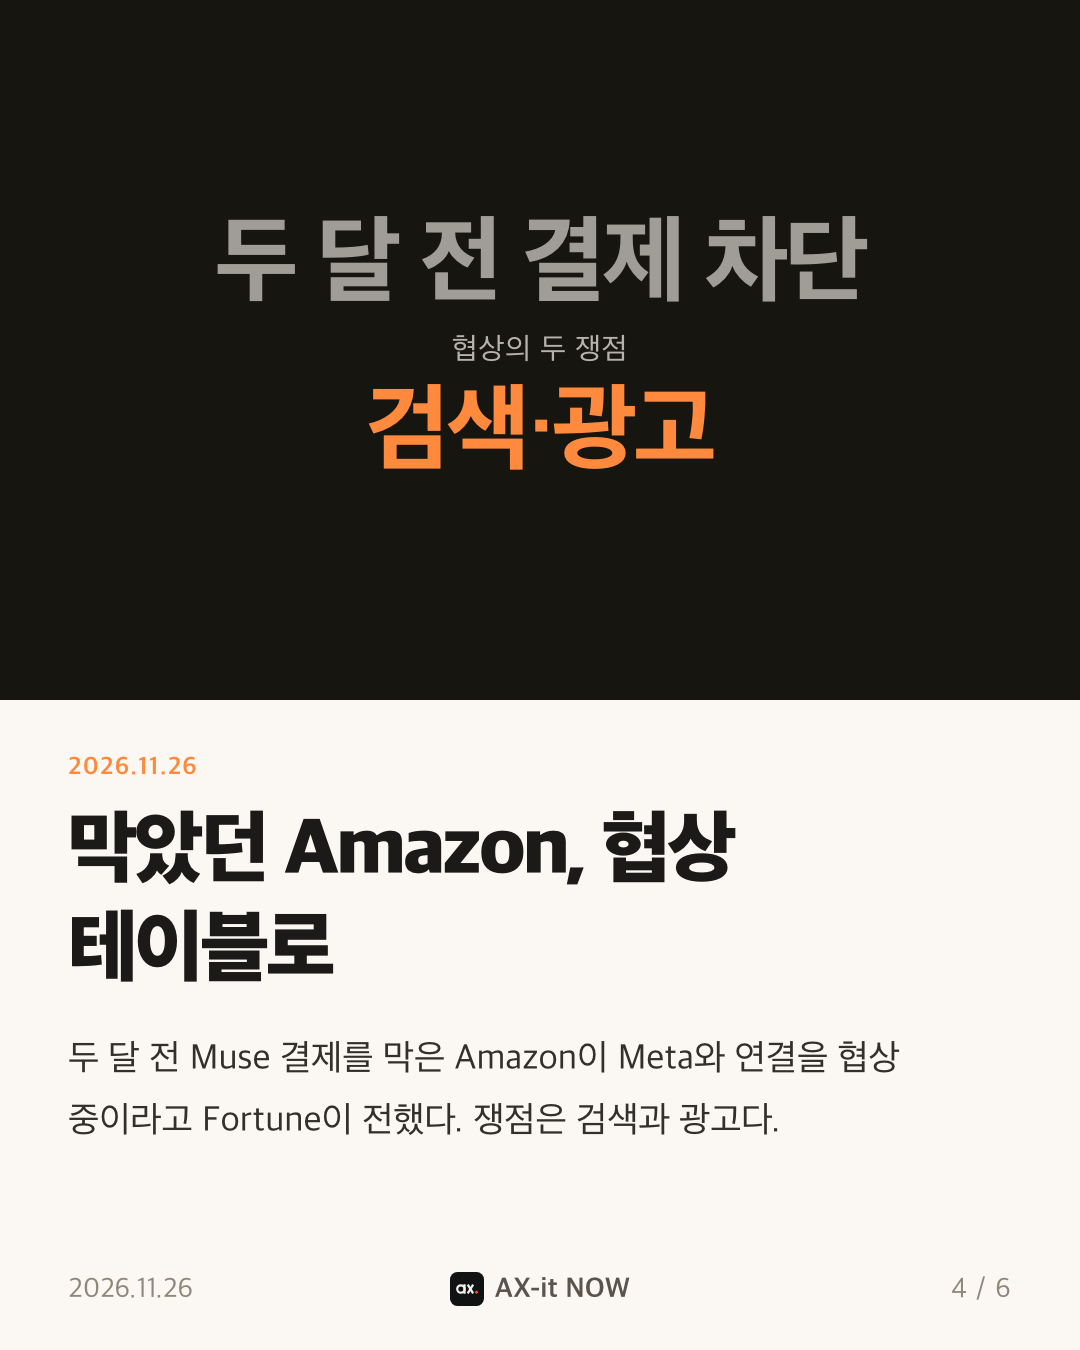 두 달 전 결제 차단
협상의 두 쟁점
검색·광고
2026.11.26
막았던 Amazon, 협상
테이블로
두 달 전 Muse 결제를 막은 Amazon이 Meta와 연결을 협상
중이라고 Fortune이 전했다. 쟁점은 검색과 광고다.
2026.11.26
ax.
AX-it NOW
4 / 6